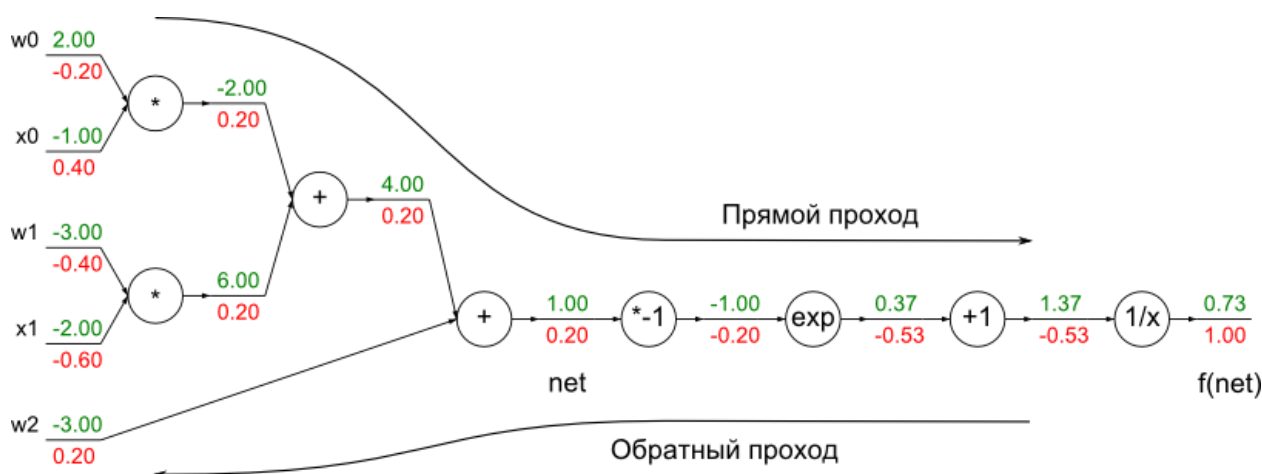 w0 2.00
-0.20
*
-2.00
0.20
x0 -1.00
0.40
+
4.00
0.20
Прямой проход
w1 -3.00
-0.40
*
6.00
0.20
x1 -2.00
-0.60
+
1.00
0.20
*-1
-1.00
-0.20
exp
0.37
-0.53
+1
1.37
-0.53
1/x
0.73
1.00
net
f(net)
w2 -3.00
0.20
Обратный проход